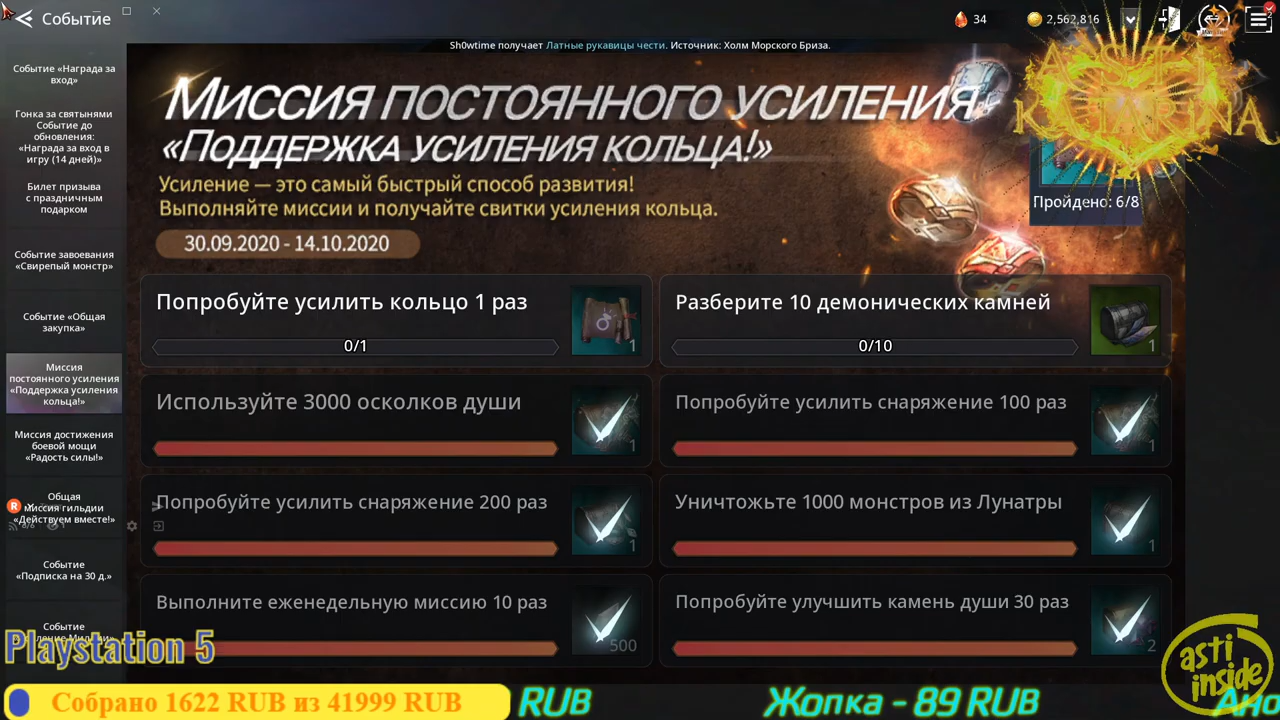 Событие
34
2,562,816
Sh0wtime получает Латные рукавицы чести. Источник: Холм Морского Бриза.
Событие «Награда за
вход»
Гонка за святынями
Событие до
обновления:
«Награда за вход в
игру (14 дней)»
Билет призыва
с праздничным
подарком
Событие завоевания
«Свирепый монстр»
Событие «Общая
закупка»
Миссия
постоянного усиления
«Поддержка усиления
кольца!»
Миссия достижения
боевой мощи
«Радость силы!»
Общая
миссия гильдии
«Действуем вместе!»
Событие
«Подписка на 30 д.»
Событие
Миссия постоянного усиления
«Поддержка усиления кольца!»
Усиление — это самый быстрый способ развития!
Выполняйте миссии и получайте свитки усиления кольца.
30.09.2020 - 14.10.2020
ASTI
KATARINA
Пройдено: 6/8
Попробуйте усилить кольцо 1 раз
0/1
1
Разберите 10 демонических камней
0/10
1
Используйте 3000 осколков души
1
Попробуйте усилить снаряжение 100 раз
1
Попробуйте усилить снаряжение 200 раз
1
Уничтожьте 1000 монстров из Лунатры
1
Выполните еженедельную миссию 10 раз
500
Попробуйте улучшить камень души 30 раз
2
R
Playstation 5
asti
inside
Собрано 1622 RUB из 41999 RUB
RUB
Жопка - 89 RUB
Ано